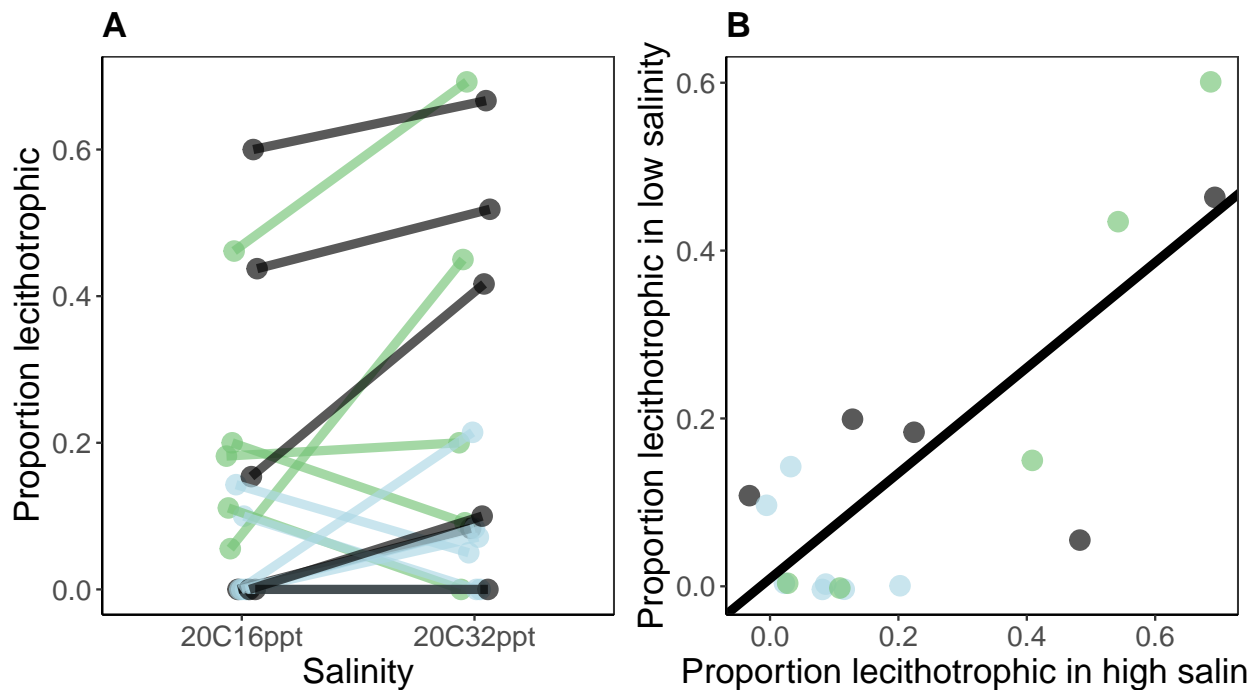 A
Proportion lecithotrophic
0.6
0.4
0.2
0.0
20C16ppt 20C32ppt
Salinity
B
Proportion lecithotrophic in low salinity
0.6
0.4
0.2
0.0
0.0 0.2 0.4 0.6
Proportion lecithotrophic in high salin